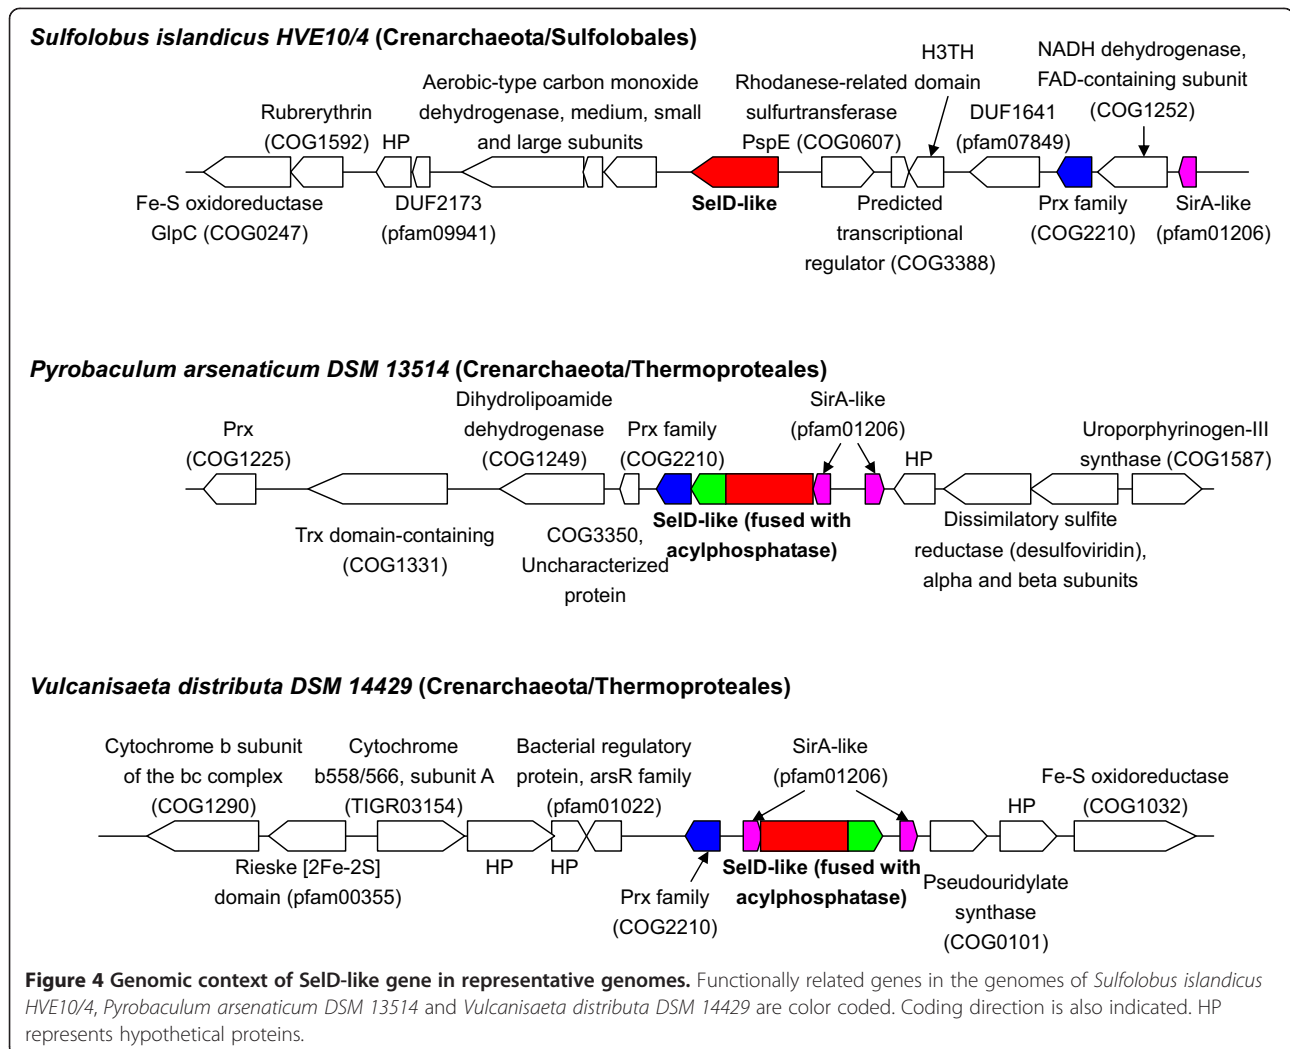 Sulfolobus islandicus HVE10/4 (Crenarchaeota/Sulfolobales)
Rubrerythrin
(COG1592)
HP
Aerobic-type carbon monoxide
dehydrogenase, medium, small
and large subunits
Rhodanese-related
sulfurtransferase
PspE (COG0607)
H3TH
domain
DUF1641
(pfam07849)
NADH dehydrogenase,
FAD-containing subunit
(COG1252)
Fe-S oxidoreductase
GlpC (COG0247)
DUF2173
(pfam09941)
SelD-like
Predicted
transcriptional
regulator (COG3388)
Prx family
(COG2210)
SirA-like
(pfam01206)
Pyrobaculum arsenaticum DSM 13514 (Crenarchaeota/Thermoproteales)
Prx
(COG1225)
Dihydrolipoamide
dehydrogenase
(COG1249)
Prx family
(COG2210)
SirA-like
(pfam01206)
HP
Uroporphyrinogen-III
synthase (COG1587)
Trx domain-containing
(COG1331)
COG3350,
Uncharacterized
protein
SelD-like (fused with
acylphosphatase)
Dissimilatory sulfite
reductase (desulfoviridin),
alpha and beta subunits
Vulcanisaeta distributa DSM 14429 (Crenarchaeota/Thermoproteales)
Cytochrome b subunit
of the bc complex
(COG1290)
Cytochrome
b558/566, subunit A
(TIGR03154)
Bacterial regulatory
protein, arsR family
(pfam01022)
SirA-like
(pfam01206)
HP
Fe-S oxidoreductase
(COG1032)
Rieske [2Fe-2S]
domain (pfam00355)
HP
HP
Prx family
(COG2210)
SelD-like (fused with
acylphosphatase)
Pseudouridylate
synthase
(COG0101)
Figure 4 Genomic context of SelD-like gene in representative genomes. Functionally related genes in the genomes of Sulfolobus islandicus
HVE10/4, Pyrobaculum arsenaticum DSM 13514 and Vulcanisaeta distributa DSM 14429 are color coded. Coding direction is also indicated. HP
represents hypothetical proteins.